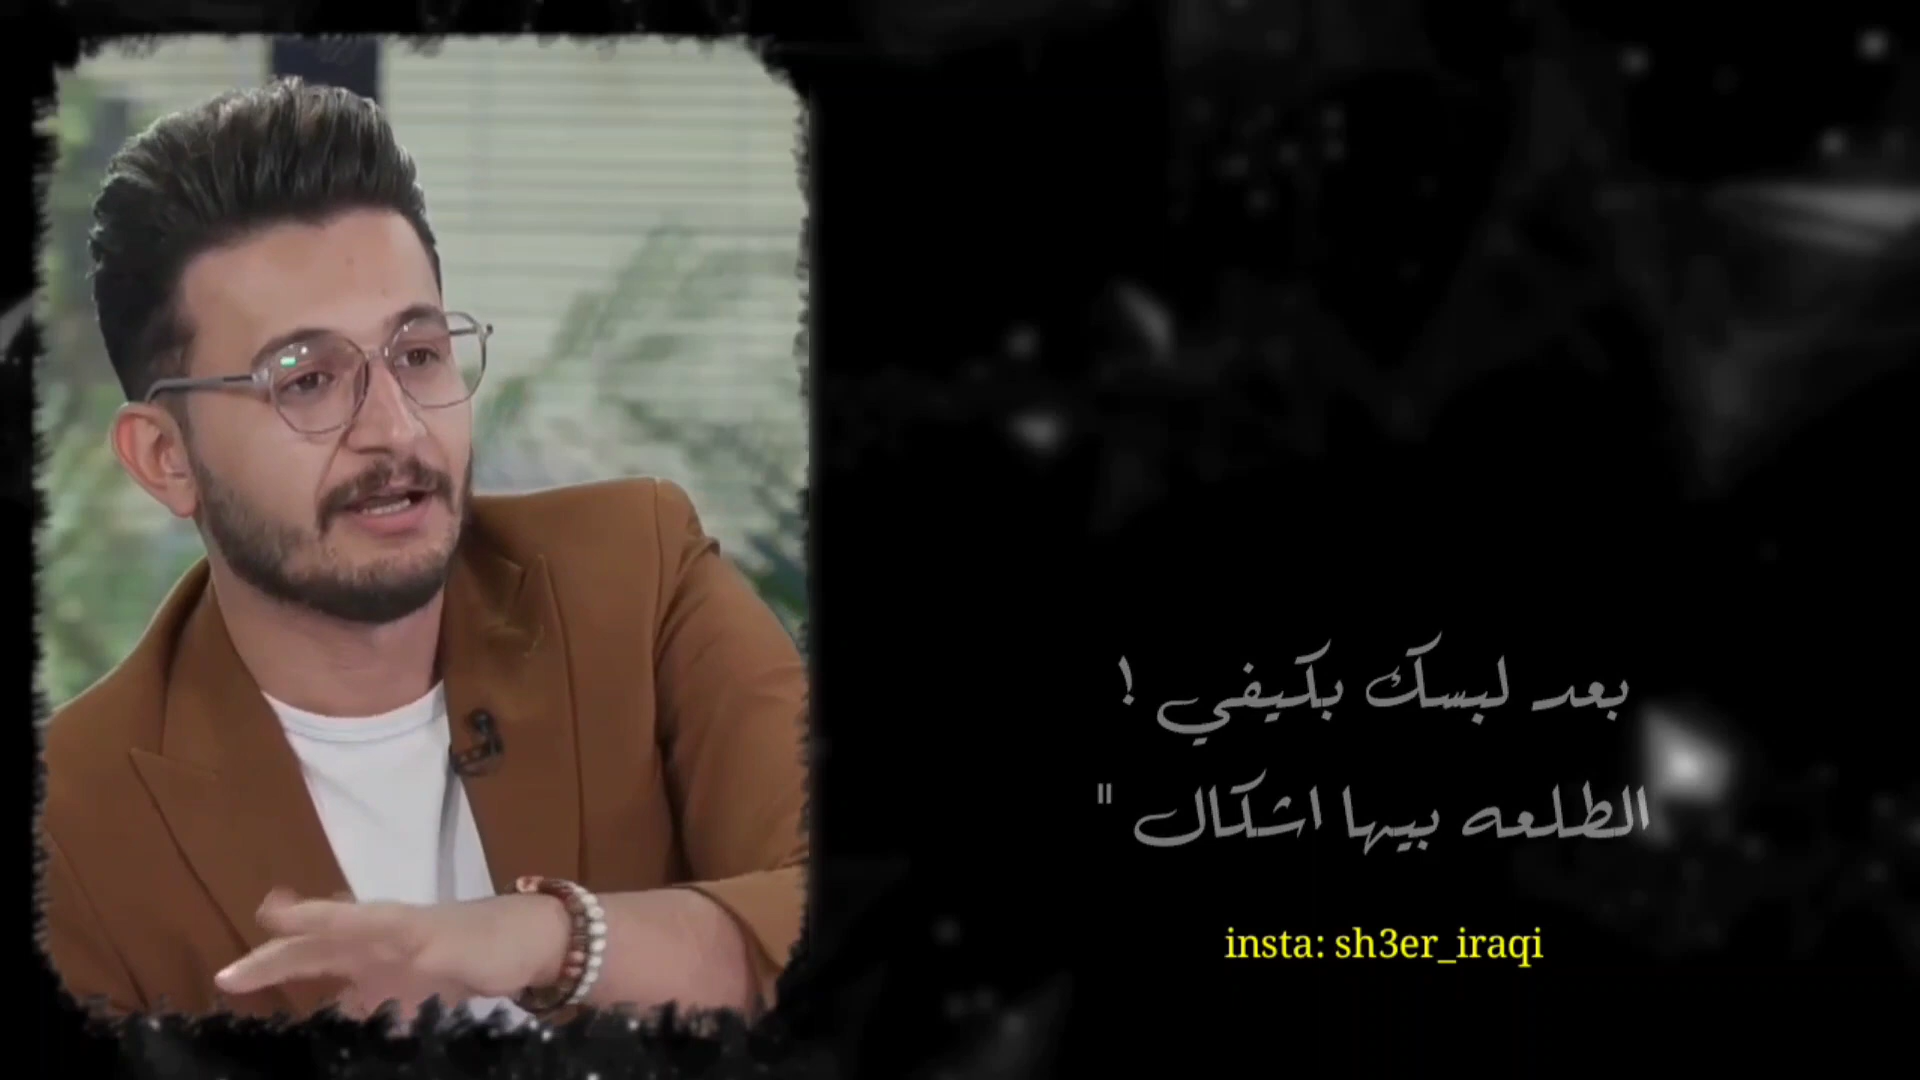 بعد لبسك بكيفي !
الطلعه بيها اشكال "
insta: sh3er_iraqi